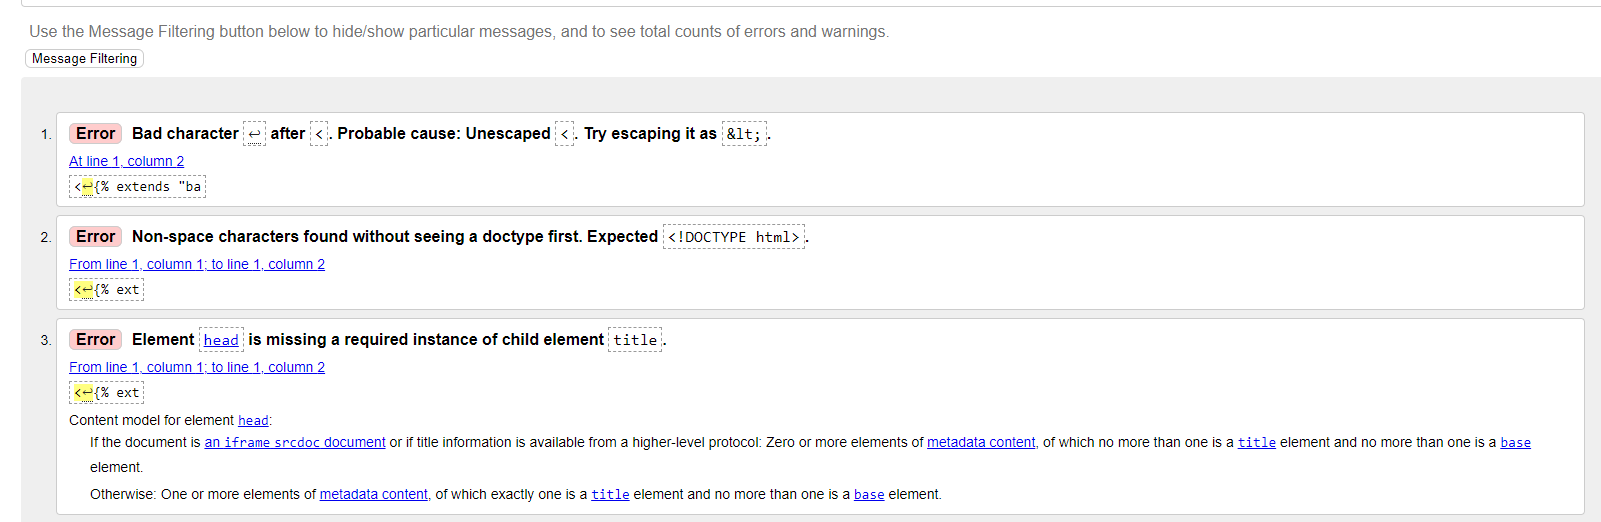 Use the Message Filtering button below to hide/show particular messages, and to see total counts of errors and warnings.
Message Filtering
1. Error Bad character ↩ after <. Probable cause: Unescaped <. Try escaping it as &lt;.
At line 1, column 2
<↩{% extends "ba
2. Error Non-space characters found without seeing a doctype first. Expected <!DOCTYPE html>.
From line 1, column 1; to line 1, column 2
<↩{% ext
3. Error Element head is missing a required instance of child element title.
From line 1, column 1; to line 1, column 2
<↩{% ext
Content model for element head:
If the document is an iframe srcdoc document or if title information is available from a higher-level protocol: Zero or more elements of metadata content, of which no more than one is a title element and no more than one is a base
element.
Otherwise: One or more elements of metadata content, of which exactly one is a title element and no more than one is a base element.